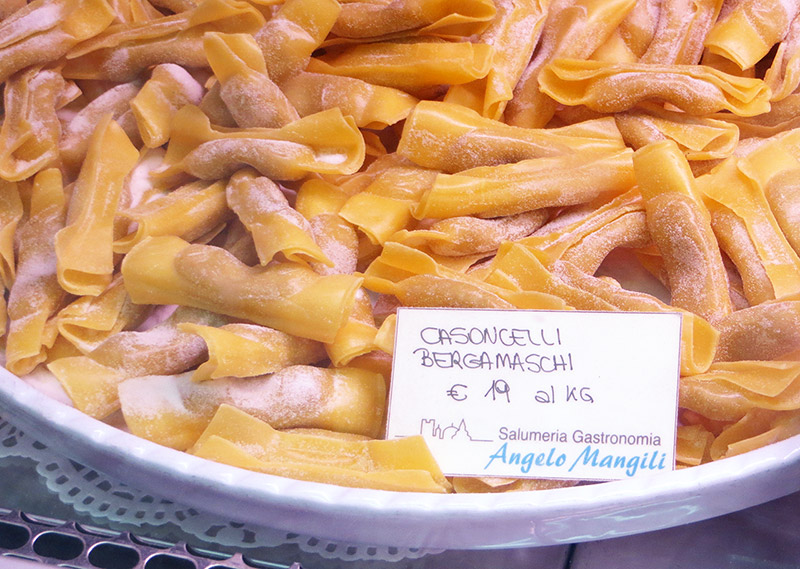 CASONCELLI
BERGAMASCHI
€ 19 al KG
Salumeria Gastronomia
Angelo Mangili